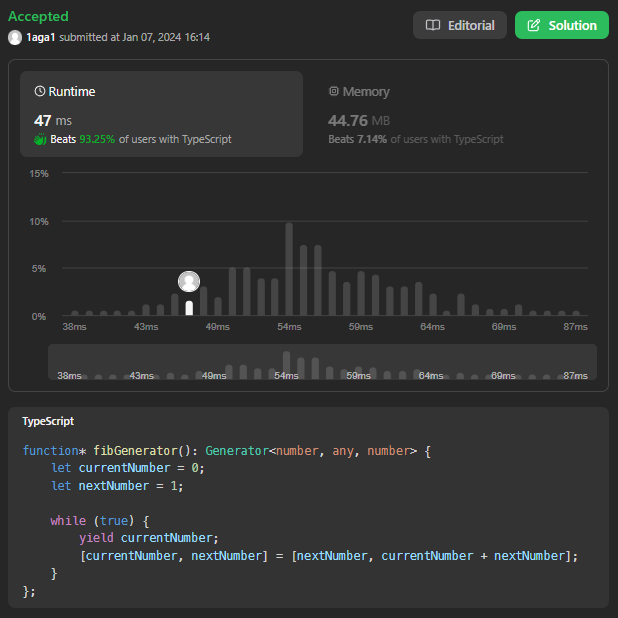 Accepted
1aga1 submitted at Jan 07, 2024 16:14
Editorial
Solution
Runtime
47 ms
Beats 93.25% of users with TypeScript
Memory
44.76 MB
Beats 7.14% of users with TypeScript
15%
10%
5%
0%
38ms 43ms 49ms 54ms 59ms 64ms 69ms 87ms
38ms 43ms 49ms 54ms 59ms 64ms 69ms 87ms
TypeScript
function* fibGenerator(): Generator<number, any, number> {
    let currentNumber = 0;
    let nextNumber = 1;
    while (true) {
        yield currentNumber;
        [currentNumber, nextNumber] = [nextNumber, currentNumber + nextNumber];
    }
};